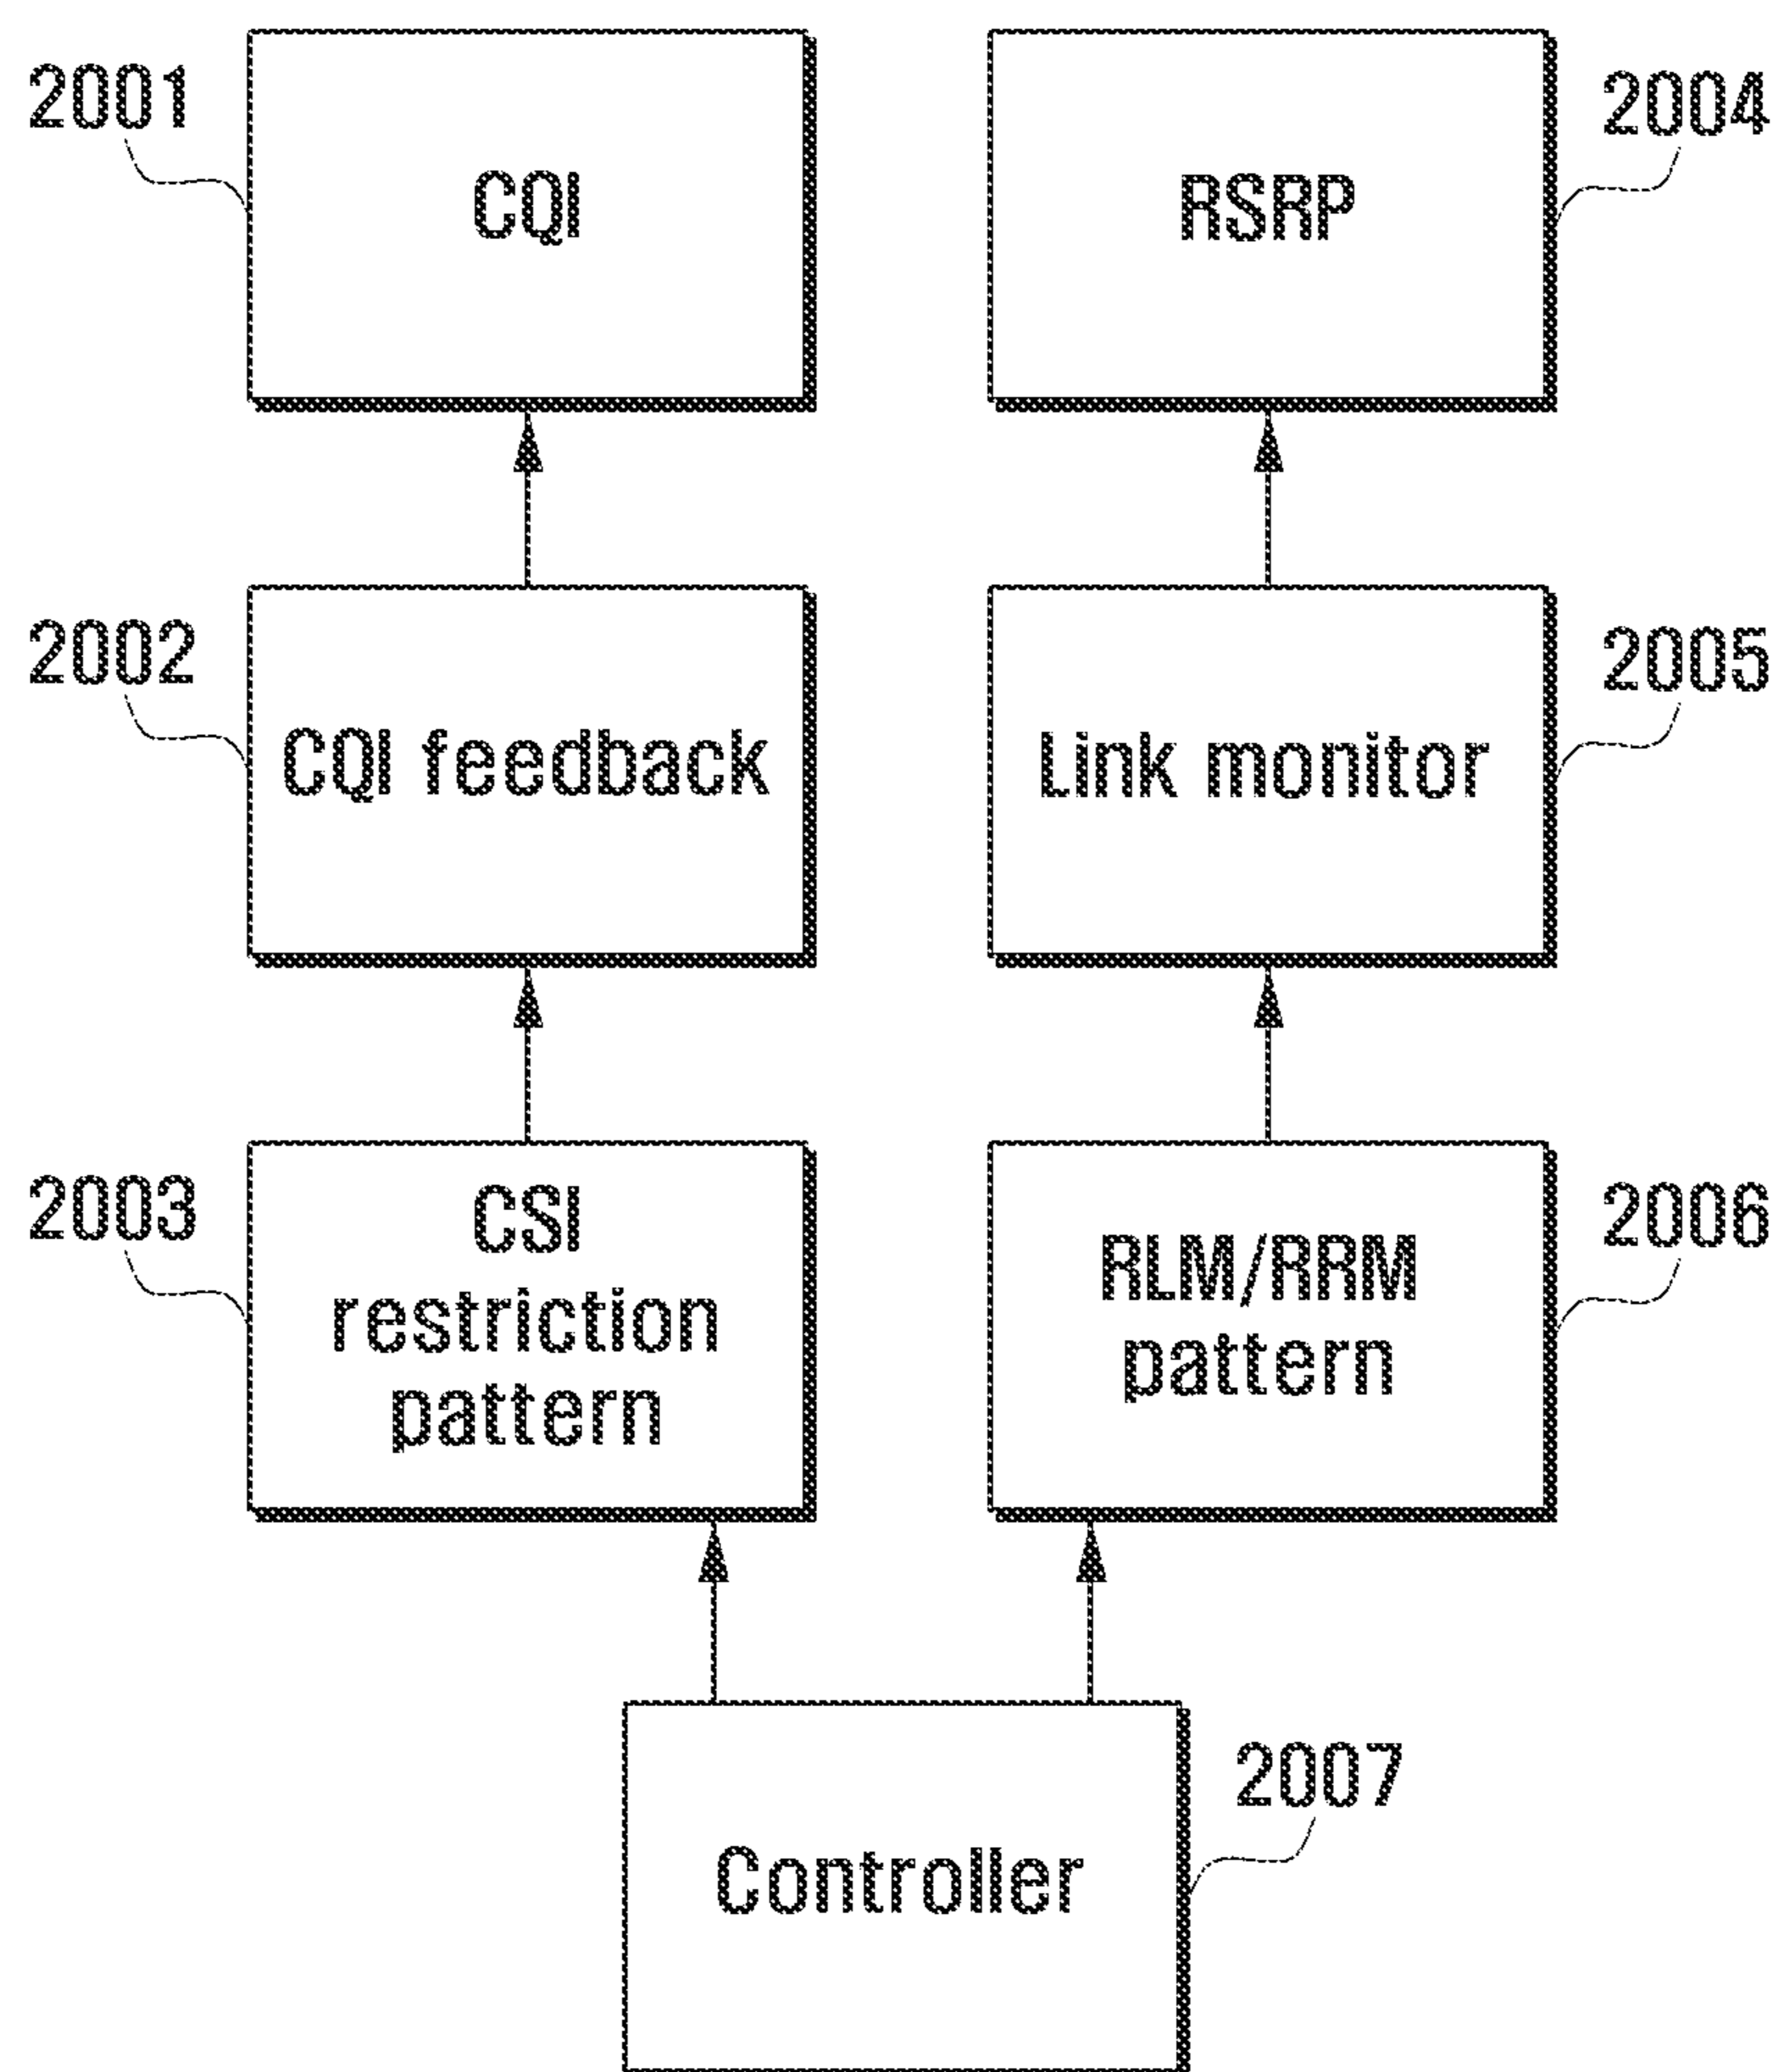 2001
CQI
RSRP
2004
2002
CQI feedback
Link monitor
2005
2003
CSI
restriction
pattern
RLM/RRM
pattern
2006
Controller
2007